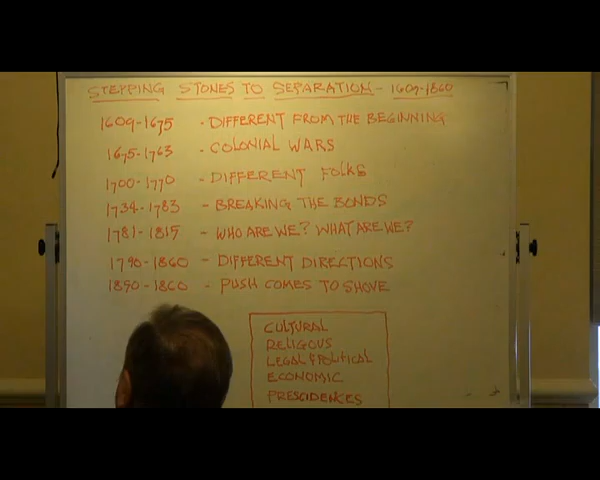 STEPPING STONES TO SEPARATION - 1609-1860
1609-1675 - DIFFERENT FROM THE BEGINNING
1675-1763 - COLONIAL WARS
1700-1770 - DIFFERENT FOLKS
1734-1783 - BREAKING THE BONDS
1781-1815 - WHO ARE WE? WHAT ARE WE?
1790-1860 - DIFFERENT DIRECTIONS
1850-1860 - PUSH COMES TO SHOVE
CULTURAL
RELIGIOUS
LEGAL & POLITICAL
ECONOMIC
PRESCIDENCES